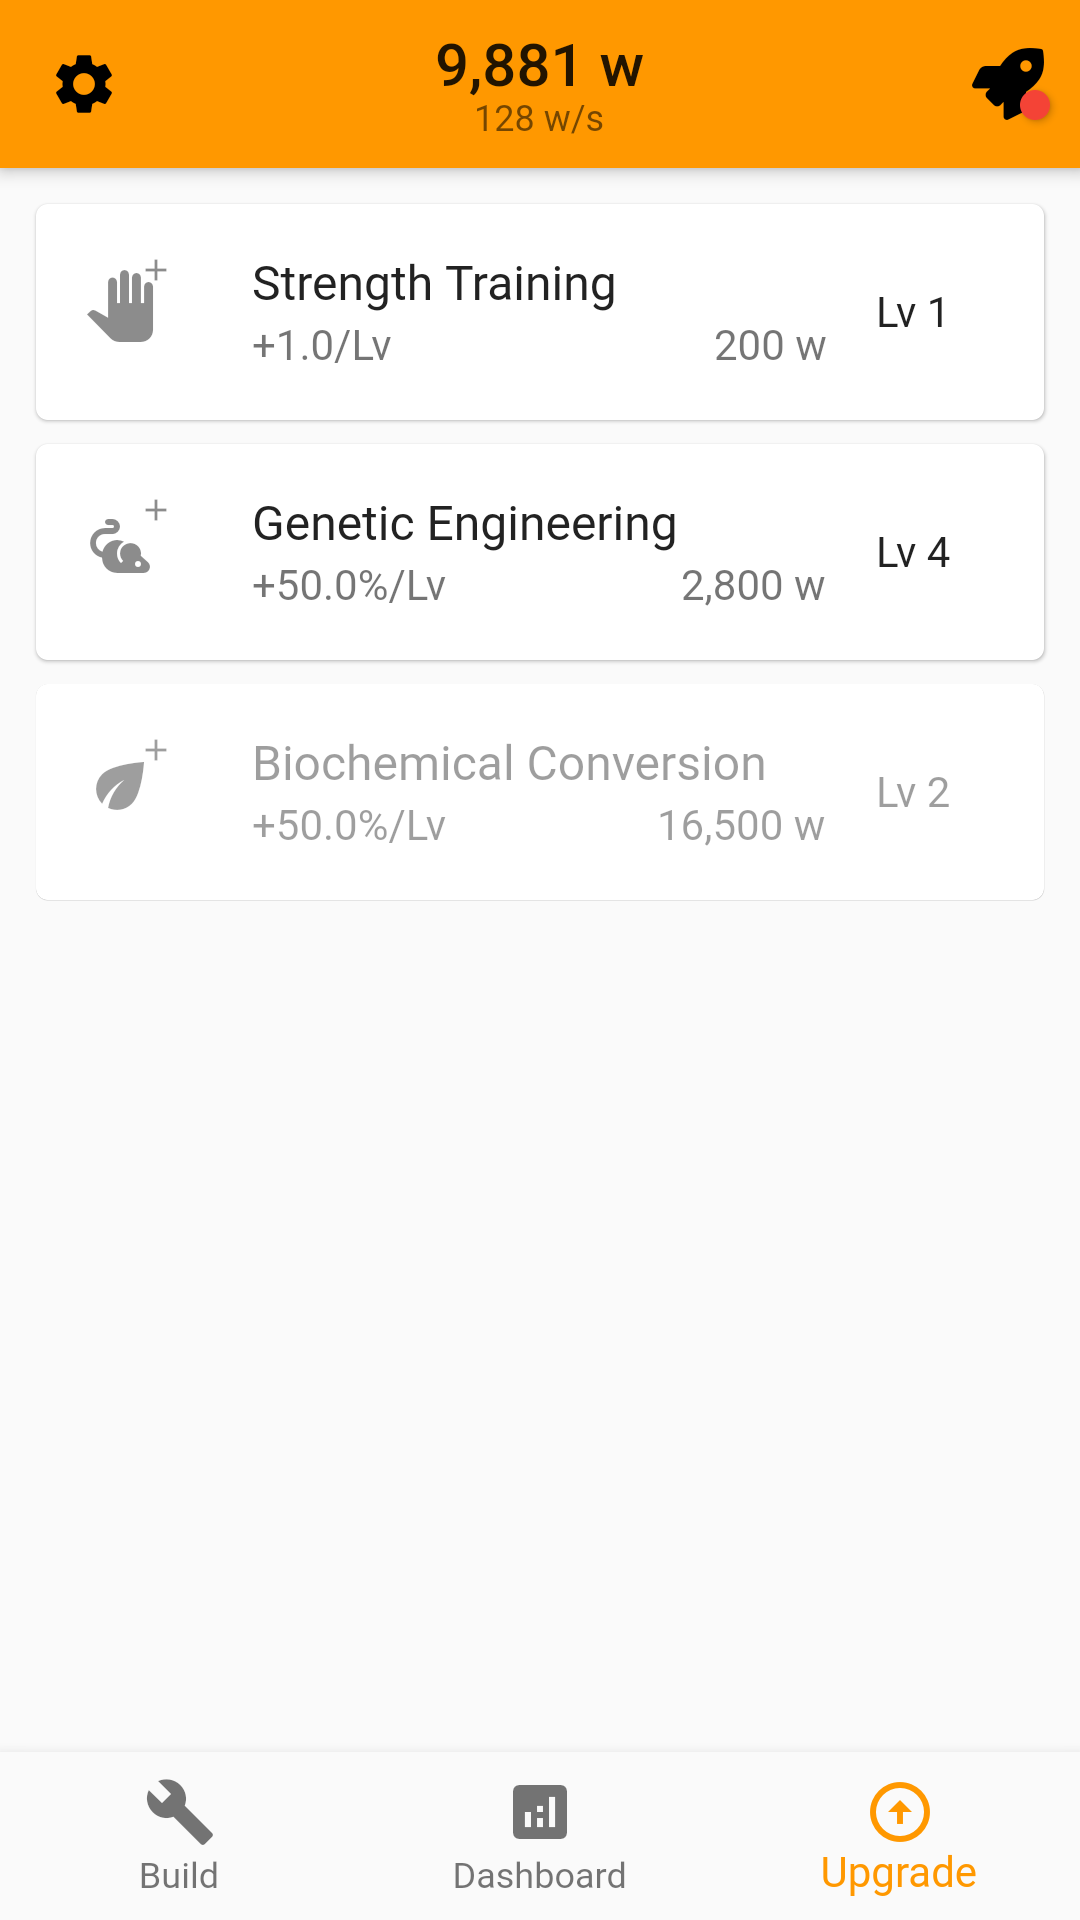 9,881 w
128 w/s
Strength Training
+1.0/Lv 200 w
Lv 1
Genetic Engineering
+50.0%/Lv 2,800 w
Lv 4
Biochemical Conversion
+50.0%/Lv 16,500 w
Lv 2
Build
Dashboard
Upgrade